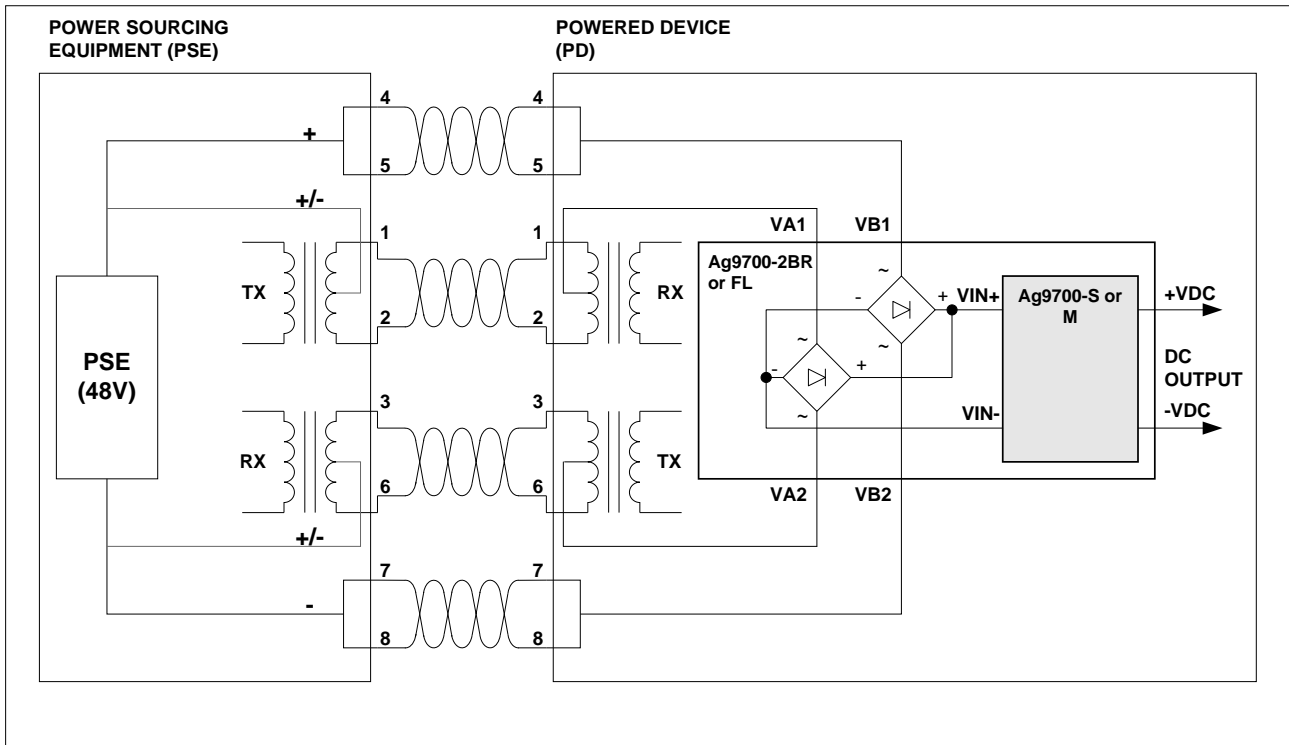 POWER SOURCING
EQUIPMENT (PSE)
POWERED DEVICE
(PD)
4
4
+
5
5
+/-
1
1
VA1
VB1
TX
RX
Ag9700-2BR
or FL
~
-
+
VIN+
Ag9700-S or
M
+VDC
2
2
~
~
PSE
(48V)
-
+
DC
OUTPUT
~
3
3
VIN-
-VDC
RX
TX
6
6
VA2
VB2
+/-
7
7
-
8
8